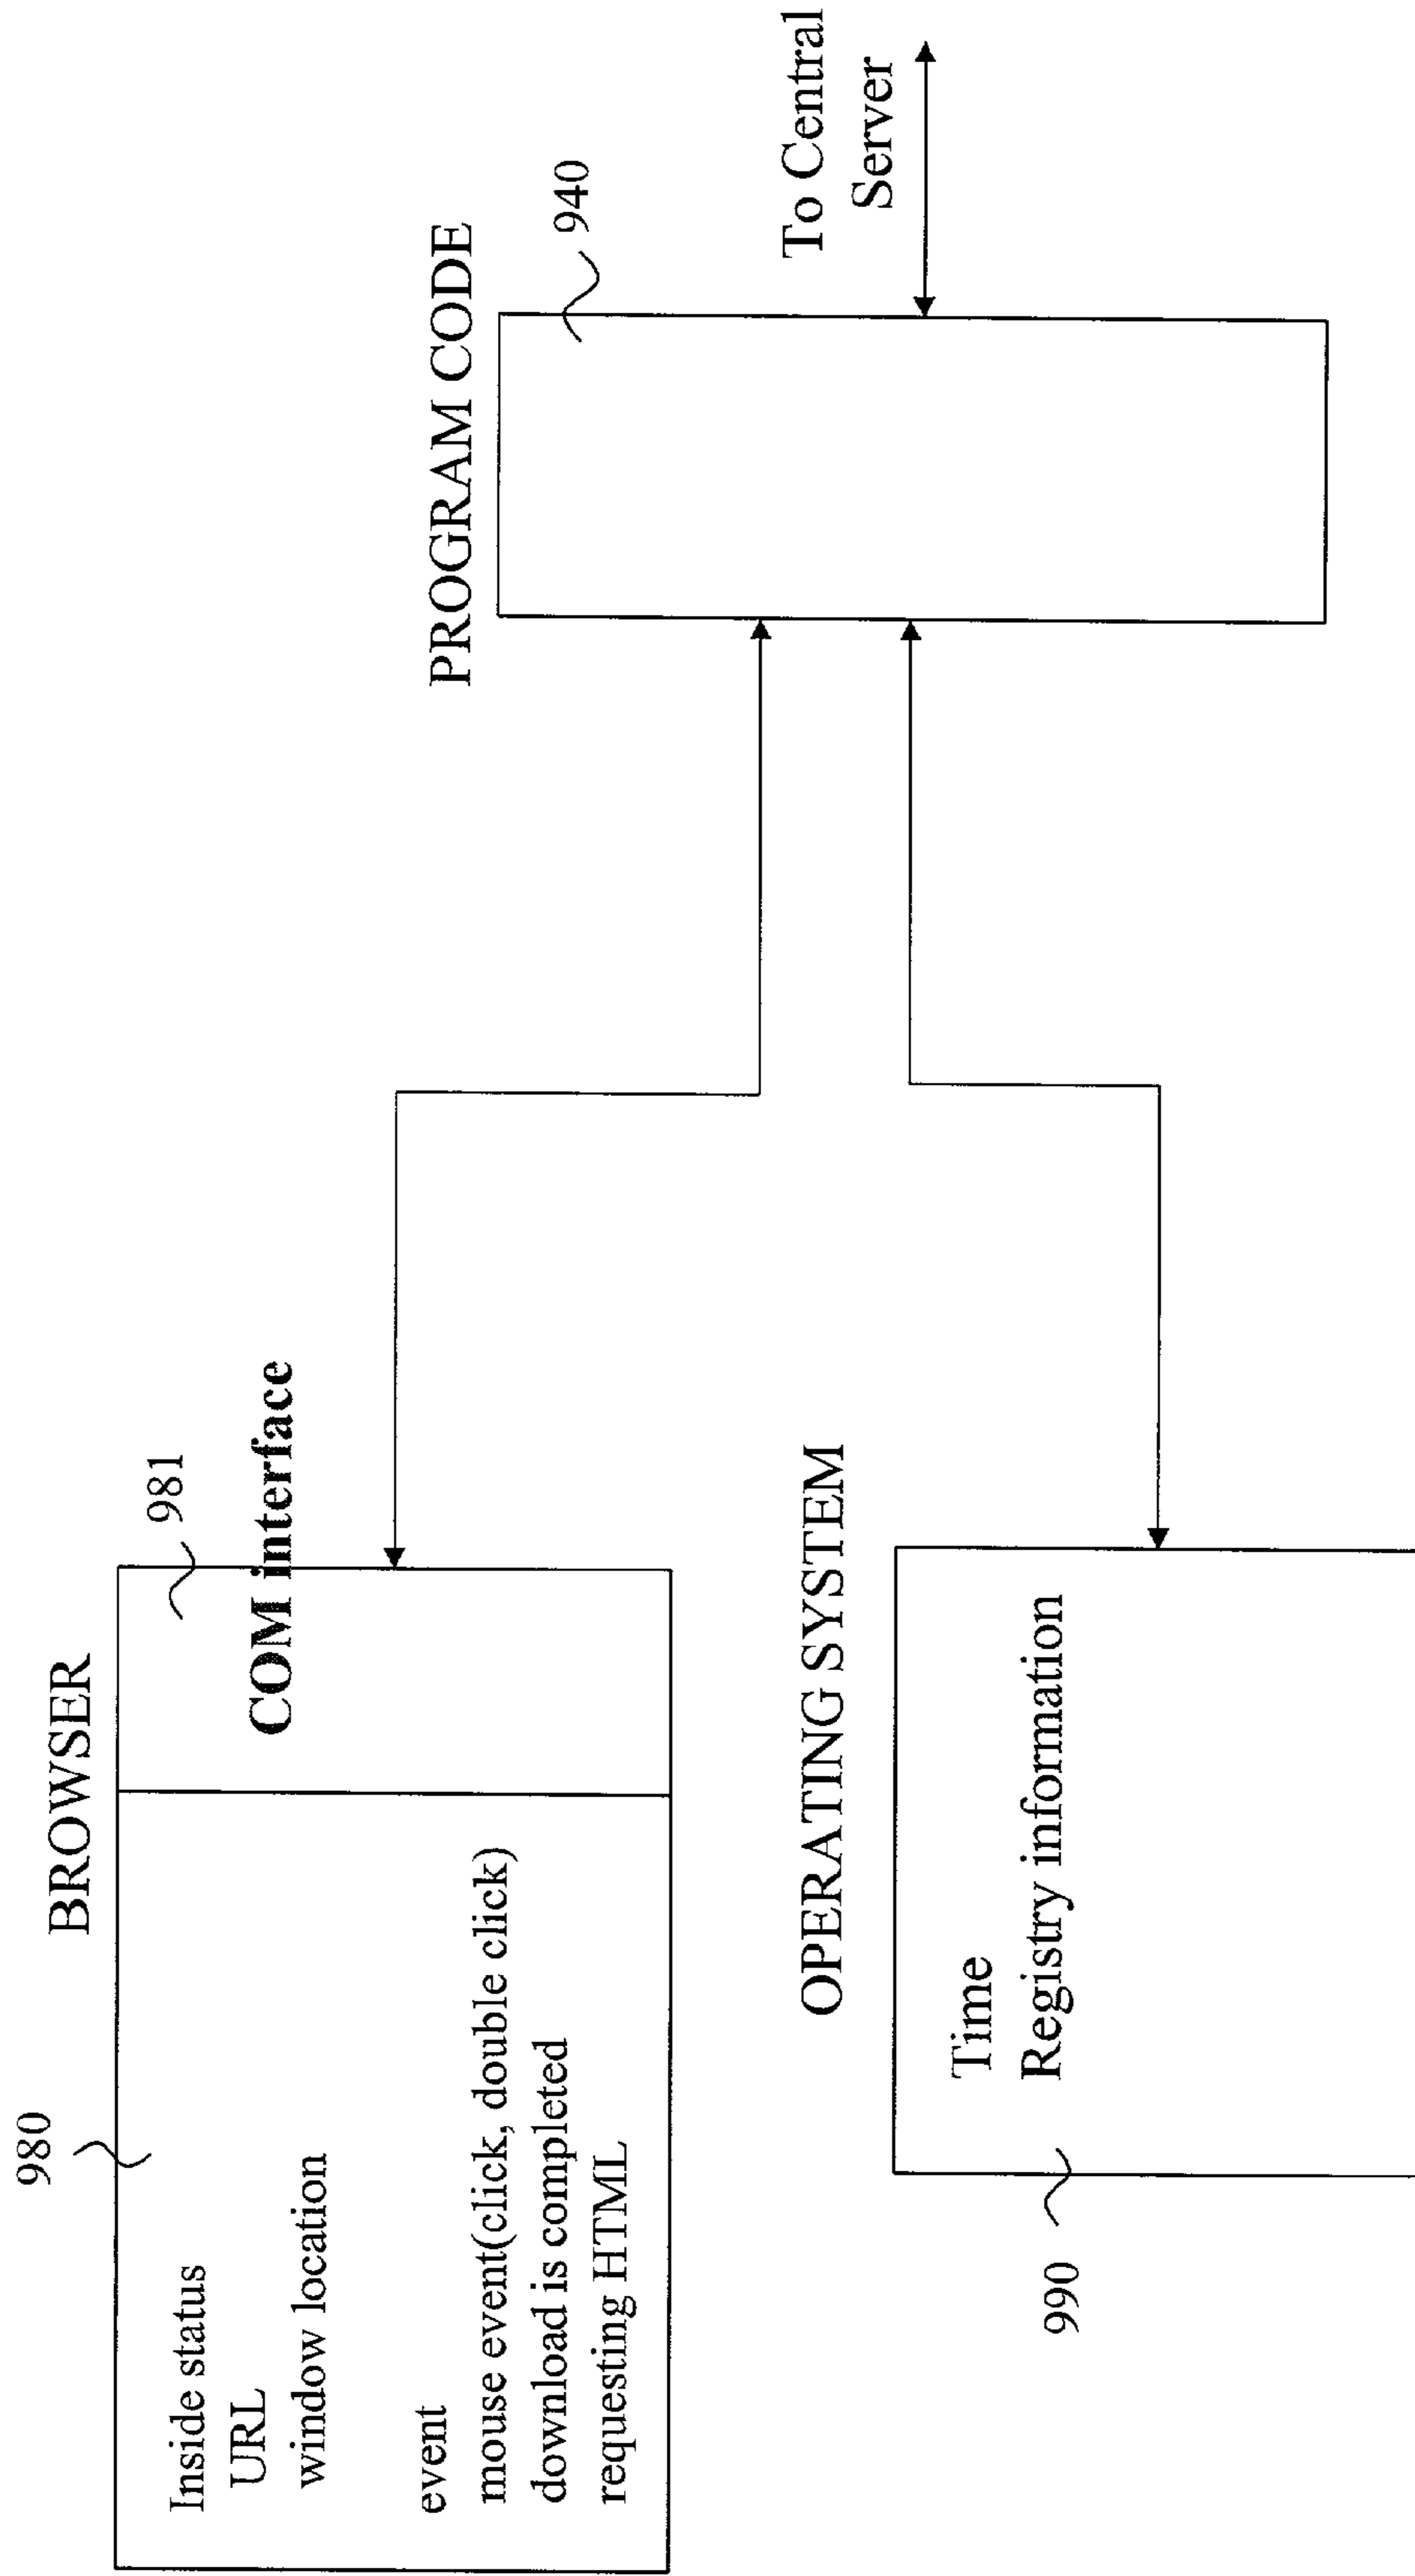 980
BROWSER
981
Inside status
URL
window location
COM interface
event
mouse event(click, double click)
download is completed
requesting HTML
PROGRAM CODE
940
To Central
Server
OPERATING SYSTEM
Time
Registry information
990